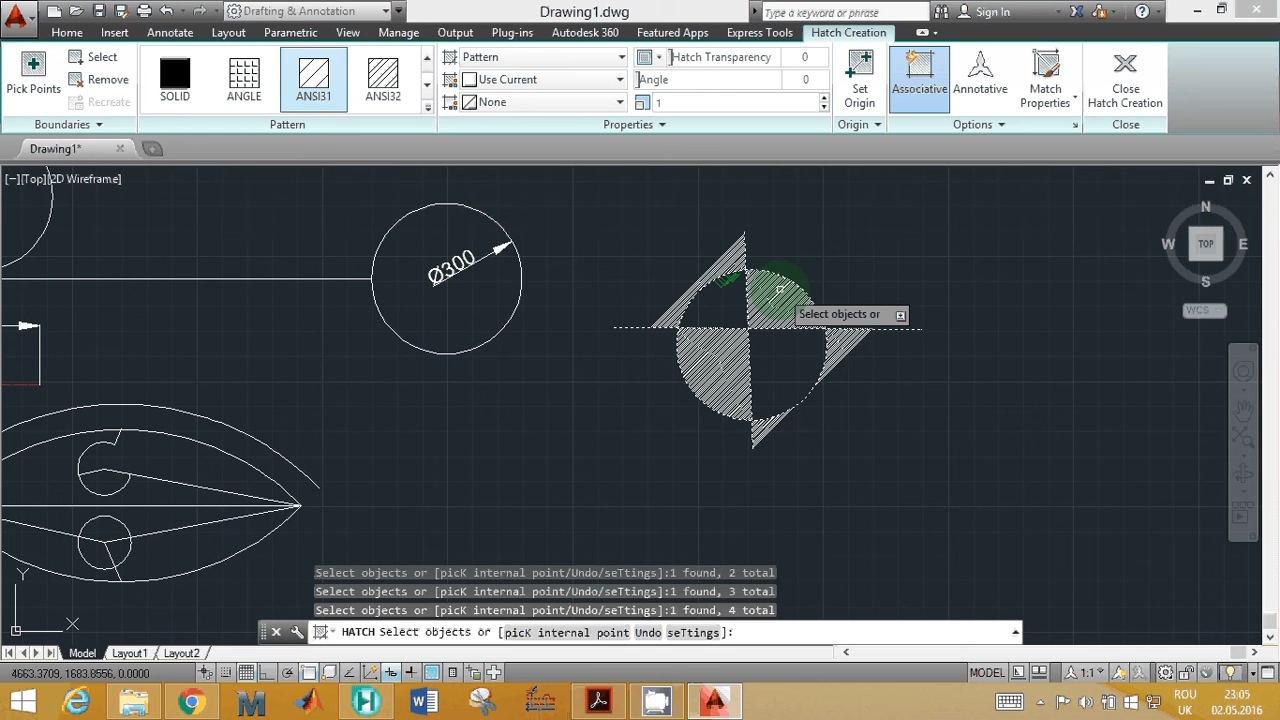 Drafting & Annotation
Drawing1.dwg
Type a keyword or phrase
Sign In
Home Insert Annotate Layout Parametric View Manage Output Plug-ins Autodesk 360 Featured Apps Express Tools Hatch Creation
Pick Points
Select
Remove
Recreate
Boundaries
SOLID
ANGLE
ANSI31
ANSI32
Pattern
Pattern
Use Current
None
Hatch Transparency 0
Angle 0
1
Properties
Set Origin
Origin
Associative
Annotative
Match Properties
Options
Close Hatch Creation
Close
Drawing1*
[−][Top][2D Wireframe]
N
W TOP E
S
WCS
Ø300
Select objects or
Y
X
Select objects or [picK internal point/Undo/seTtings]:1 found, 2 total
Select objects or [picK internal point/Undo/seTtings]:1 found, 3 total
Select objects or [picK internal point/Undo/seTtings]:1 found, 4 total
HATCH Select objects or [picK internal point Undo seTtings]:
Model Layout1 Layout2
4663.3709, 1683.8556, 0.0000
MODEL
1:1
ROU
UK
23:05
02.05.2016